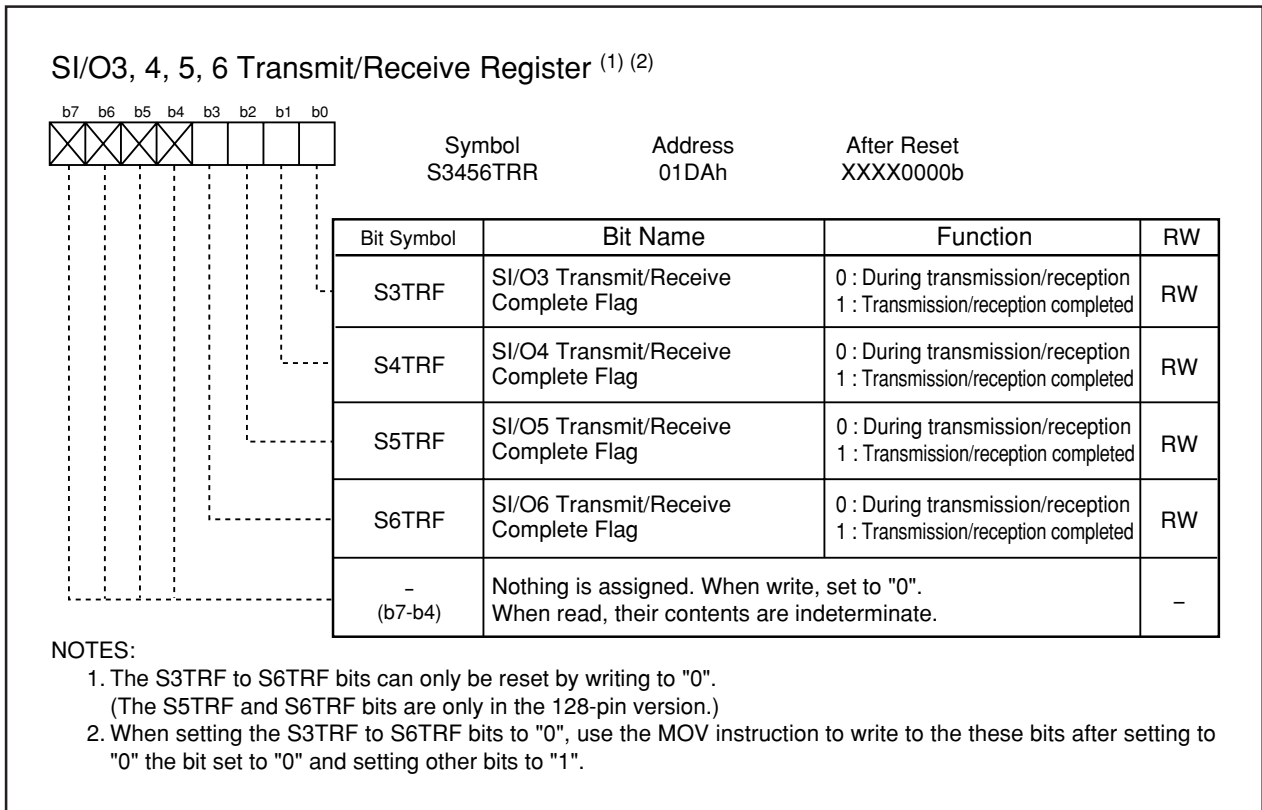 SI/O3, 4, 5, 6 Transmit/Receive Register (1) (2)
b7 b6 b5 b4 b3 b2 b1 b0
Symbol Address After Reset
S3456TRR 01DAh XXXX0000b
Bit Symbol Bit Name Function RW
S3TRF SI/O3 Transmit/Receive Complete Flag 0 : During transmission/reception 1 : Transmission/reception completed RW
S4TRF SI/O4 Transmit/Receive Complete Flag 0 : During transmission/reception 1 : Transmission/reception completed RW
S5TRF SI/O5 Transmit/Receive Complete Flag 0 : During transmission/reception 1 : Transmission/reception completed RW
S6TRF SI/O6 Transmit/Receive Complete Flag 0 : During transmission/reception 1 : Transmission/reception completed RW
– (b7-b4) Nothing is assigned. When write, set to "0". When read, their contents are indeterminate. –
NOTES:
1. The S3TRF to S6TRF bits can only be reset by writing to "0".
(The S5TRF and S6TRF bits are only in the 128-pin version.)
2. When setting the S3TRF to S6TRF bits to "0", use the MOV instruction to write to the these bits after setting to
"0" the bit set to "0" and setting other bits to "1".